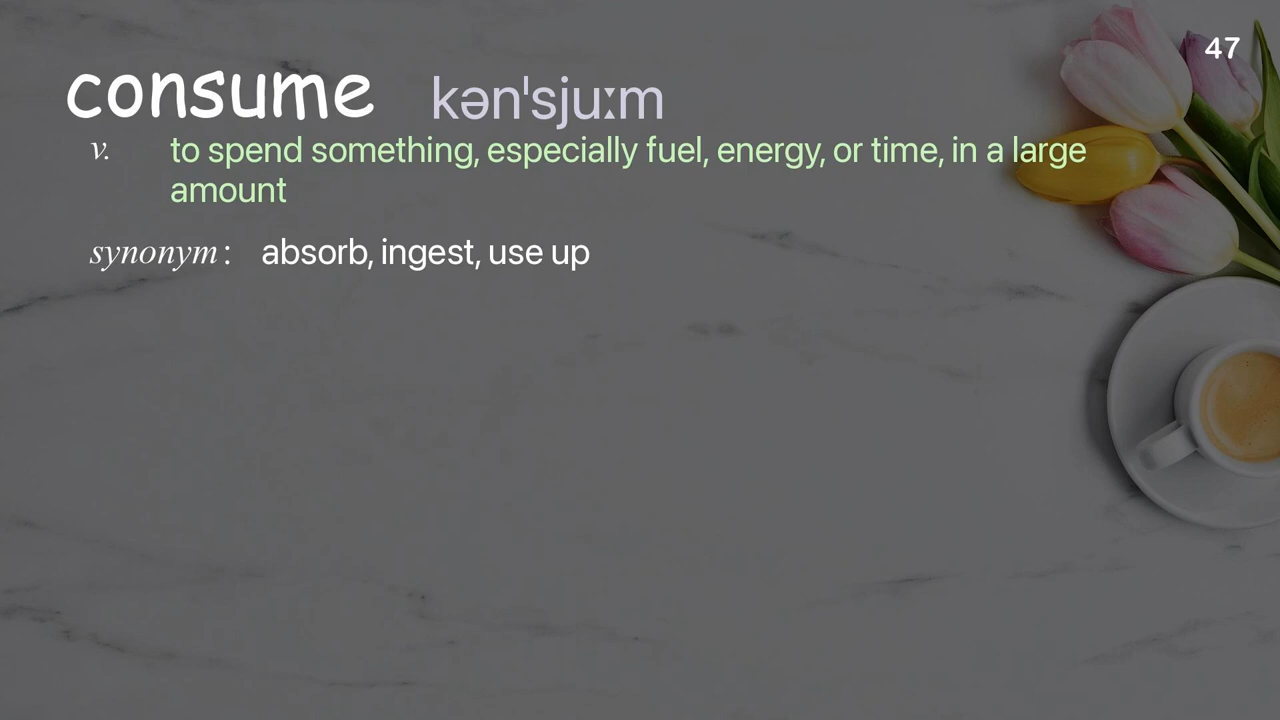 47
consume kən'sjuːm
v. to spend something, especially fuel, energy, or time, in a large
amount
synonym : absorb, ingest, use up